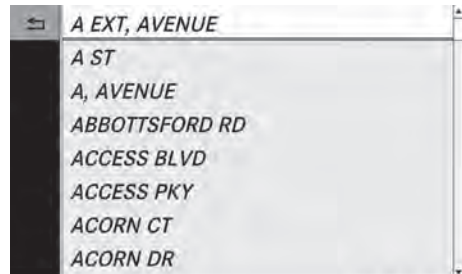 A EXT, AVENUE
A ST
A, AVENUE
ABBOTTSFORD RD
ACCESS BLVD
ACCESS PKY
ACORN CT
ACORN DR